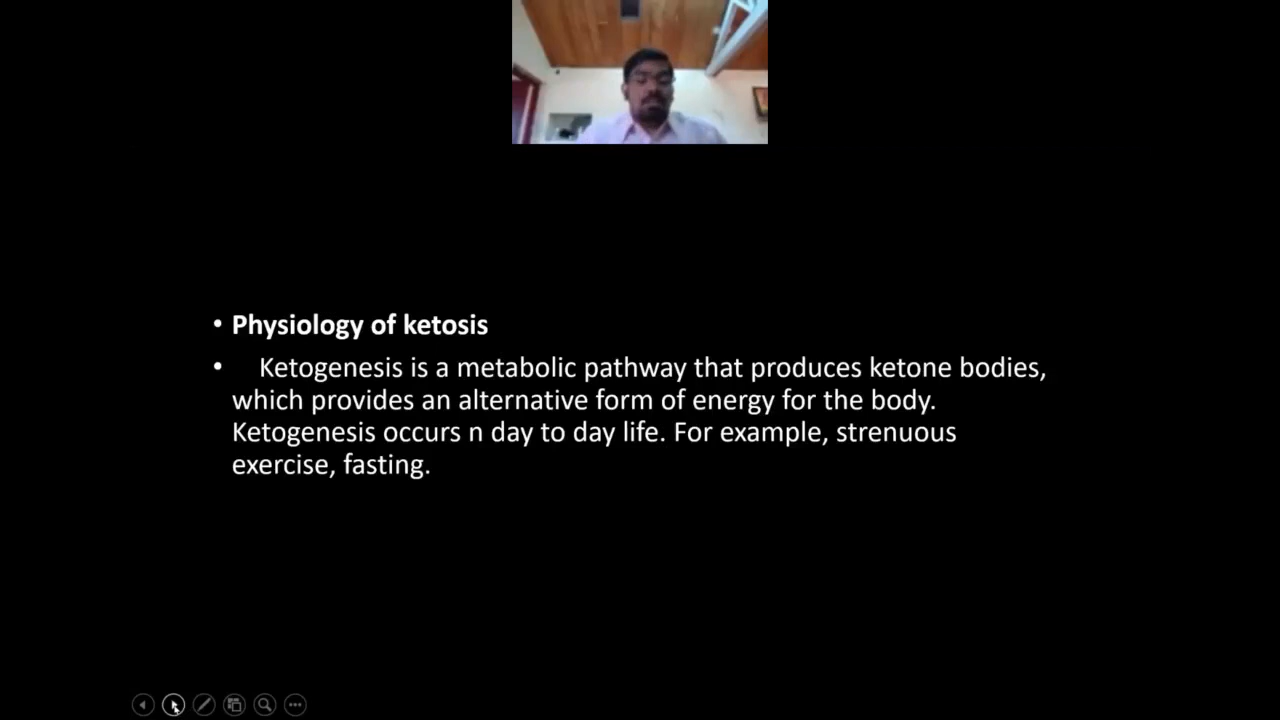 • Physiology of ketosis
• Ketogenesis is a metabolic pathway that produces ketone bodies,
which provides an alternative form of energy for the body.
Ketogenesis occurs n day to day life. For example, strenuous
exercise, fasting.